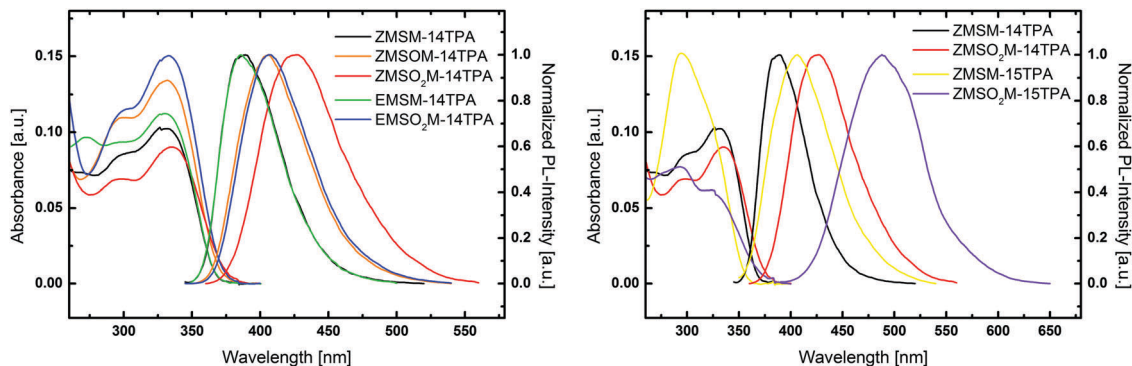 ZMSM-14TPA
ZMSOM-14TPA
ZMSO₂M-14TPA
EMSM-14TPA
EMSO₂M-14TPA
0.15
0.10
0.05
0.00
Absorbance [a.u.]
1.0
0.8
0.6
0.4
0.2
0.0
Normalized PL-Intensity [a.u.]
300 350 400 450 500 550
Wavelength [nm]
ZMSM-14TPA
ZMSO₂M-14TPA
ZMSM-15TPA
ZMSO₂M-15TPA
0.15
0.10
0.05
0.00
Absorbance [a.u.]
1.0
0.8
0.6
0.4
0.2
0.0
Normalized PL-Intensity [a.u.]
300 350 400 450 500 550 600 650
Wavelength [nm]